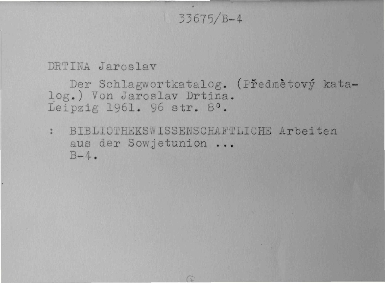 33675/B-4
DRTINA Jaroslav
Der Schlagwortkatalog. (Předmětový kata-
log.) Von Jaroslav Drtina.
Leipzig 1961. 96 str. 8°.
: BIBLIOTHEKSWISSENSCHAFTLICHE Arbeiten
aus der Sowjetunion ...
B-4.